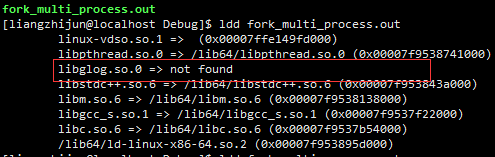 fork_multi_process.out
[liangzhijun@localhost Debug]$ ldd fork_multi_process.out
linux-vdso.so.1 =>  (0x00007ffe149fd000)
libpthread.so.0 => /lib64/libpthread.so.0 (0x00007f9538741000)
libglog.so.0 => not found
libstdc++.so.6 => /lib64/libstdc++.so.6 (0x00007f953843a000)
libm.so.6 => /lib64/libm.so.6 (0x00007f9538138000)
libgcc_s.so.1 => /lib64/libgcc_s.so.1 (0x00007f9537f22000)
libc.so.6 => /lib64/libc.so.6 (0x00007f9537b54000)
/lib64/ld-linux-x86-64.so.2 (0x00007f953895d000)